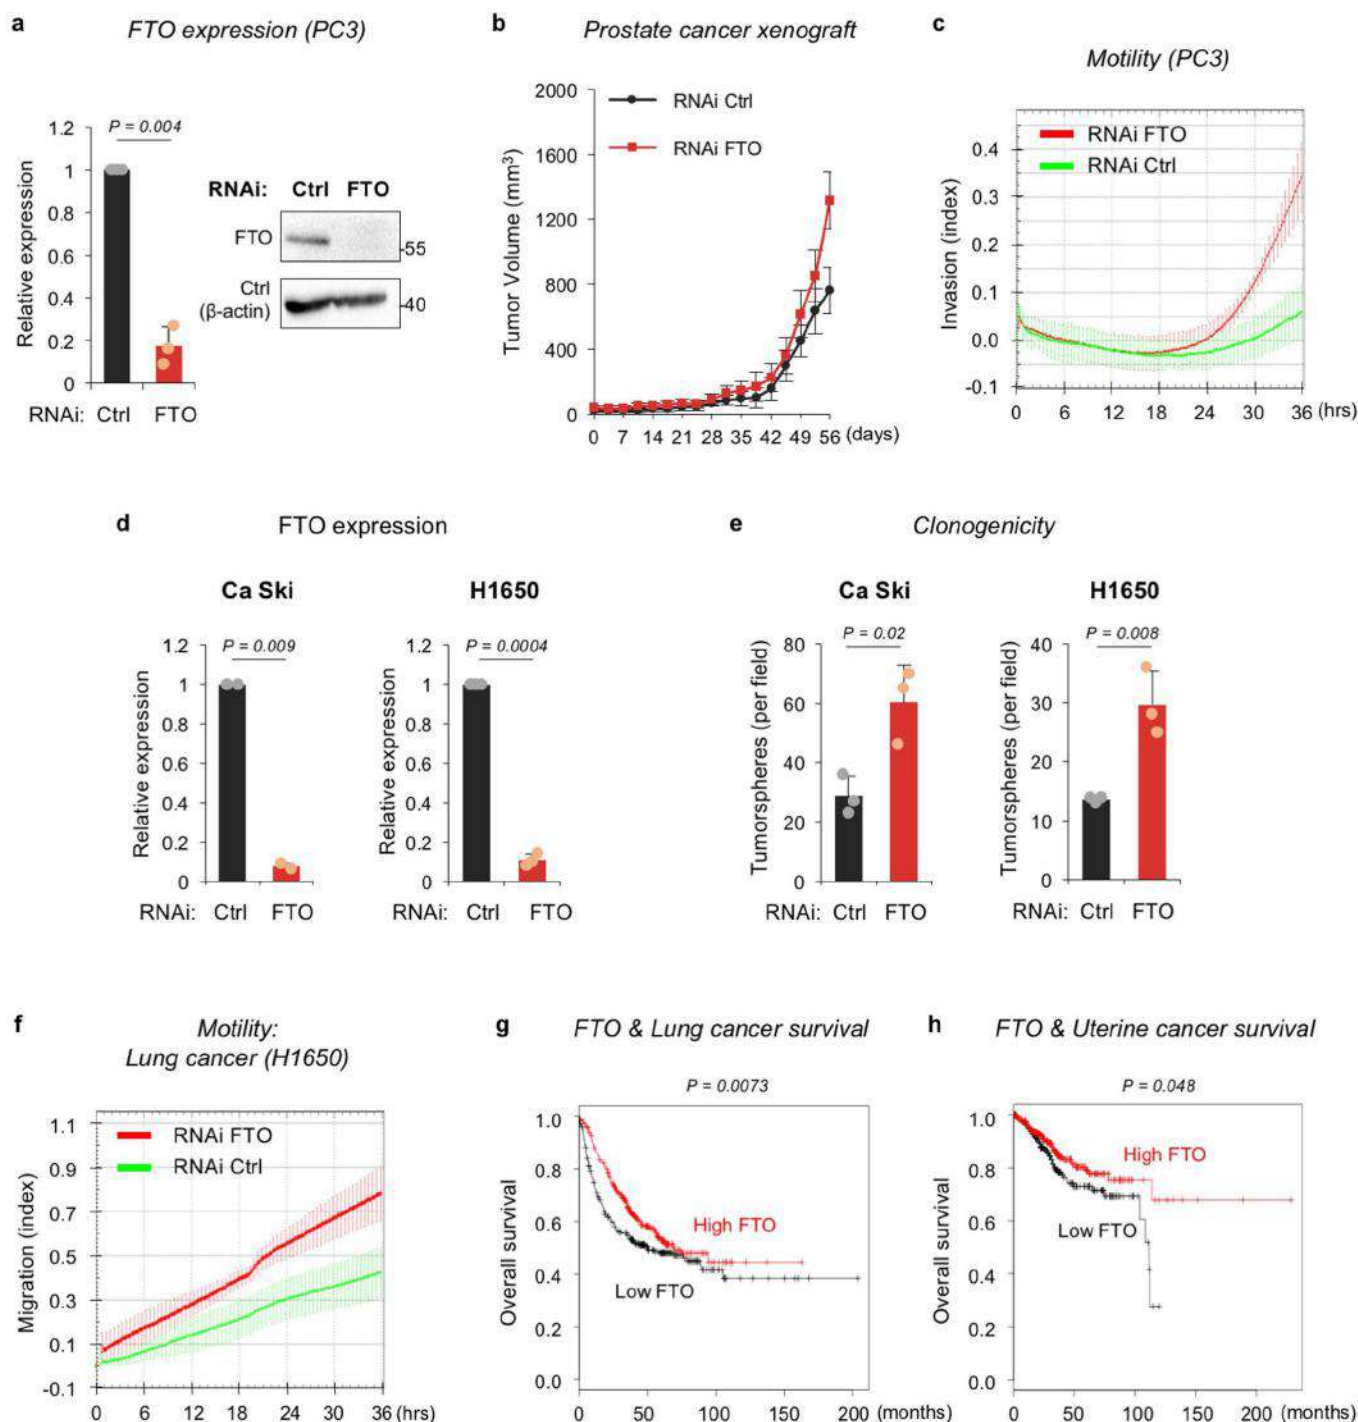 a
FTO expression (PC3)
P = 0.004
1.2
1
0.8
0.6
0.4
0.2
0
Relative expression
RNAi: Ctrl FTO
RNAi: Ctrl FTO
FTO
-55
Ctrl
(β-actin)
-40
b
Prostate cancer xenograft
RNAi Ctrl
RNAi FTO
2000
1600
1200
800
400
0
Tumor Volume (mm³)
0 7 14 21 28 35 42 49 56 (days)
c
Motility (PC3)
RNAi FTO
RNAi Ctrl
0.4
0.3
0.2
0.1
0.0
-0.1
Invasion (index)
0 6 12 18 24 30 36 (hrs)
d
FTO expression
Ca Ski
P = 0.009
1.2
1
0.8
0.6
0.4
0.2
0
Relative expression
RNAi: Ctrl FTO
H1650
P = 0.0004
1.2
1
0.8
0.6
0.4
0.2
0
Relative expression
RNAi: Ctrl FTO
e
Clonogenicity
Ca Ski
P = 0.02
80
60
40
20
0
Tumorspheres (per field)
RNAi: Ctrl FTO
H1650
P = 0.008
40
30
20
10
0
Tumorspheres (per field)
RNAi: Ctrl FTO
f
Motility:
Lung cancer (H1650)
RNAi FTO
RNAi Ctrl
1.1
0.9
0.7
0.5
0.3
0.1
-0.1
Migration (index)
0 6 12 18 24 30 36 (hrs)
g
FTO & Lung cancer survival
P = 0.0073
1.0
0.8
0.6
0.4
0.2
0.0
Overall survival
High FTO
Low FTO
0 50 100 150 200 (months)
h
FTO & Uterine cancer survival
P = 0.048
1.0
0.8
0.6
0.4
0.2
0.0
Overall survival
High FTO
Low FTO
0 50 100 150 200 (months)